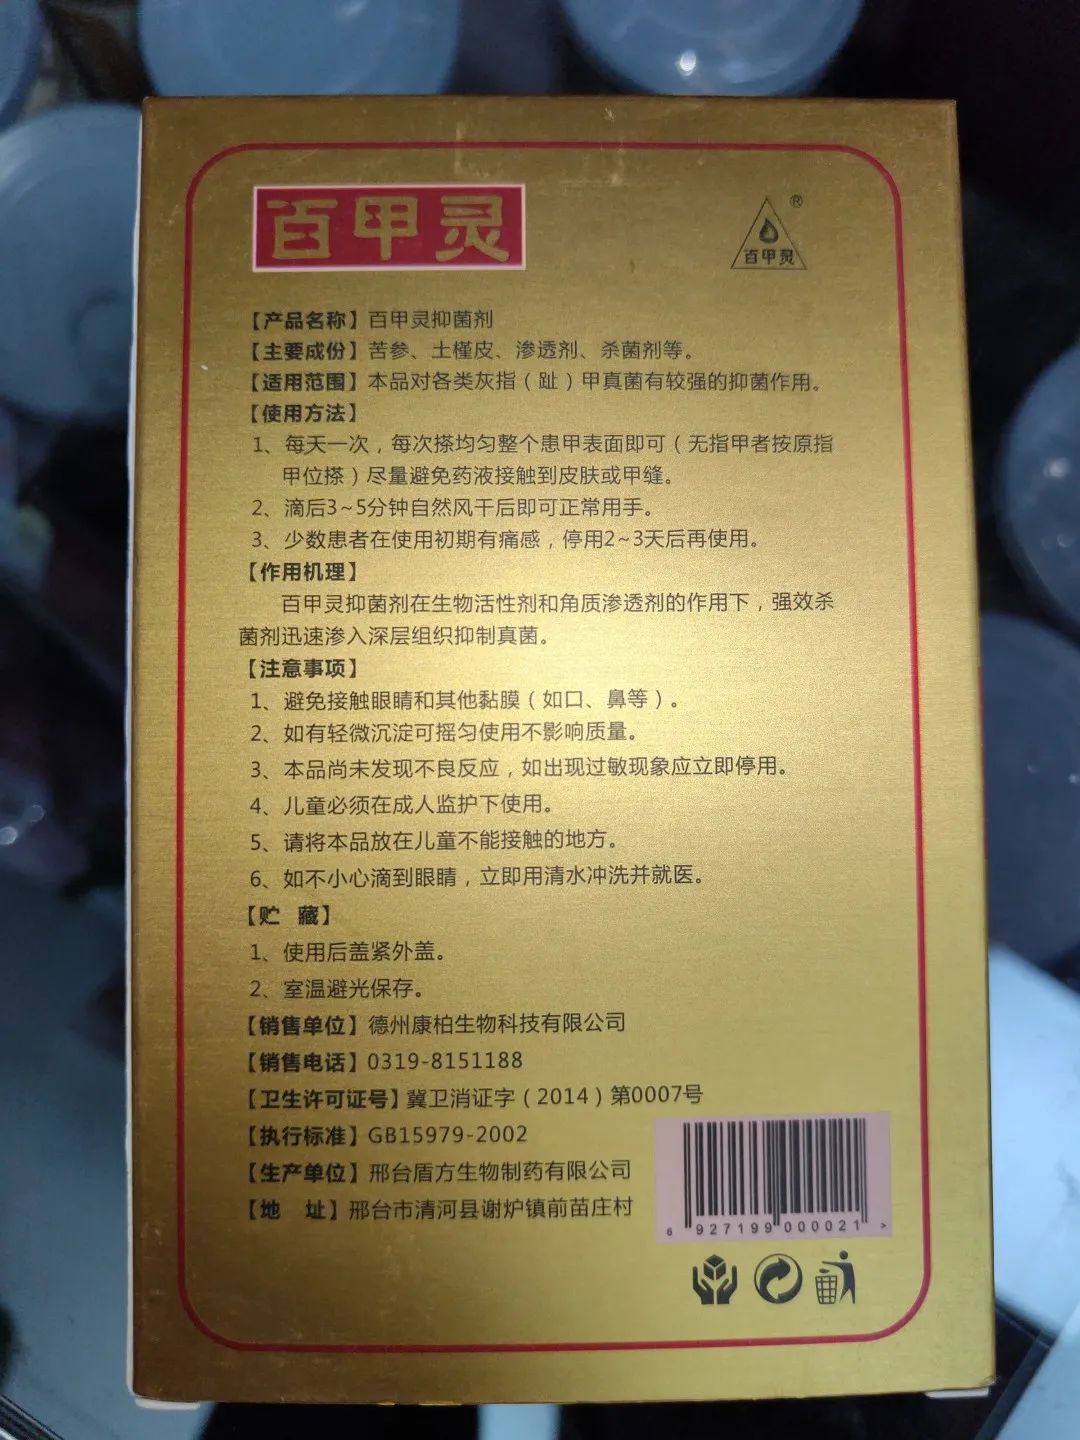 百甲灵
®
百甲灵
【产品名称】百甲灵抑菌剂
【主要成份】苦参、土槿皮、渗透剂、杀菌剂等。
【适用范围】本品对各类灰指（趾）甲真菌有较强的抑菌作用。
【使用方法】
1、每天一次，每次搽均匀整个患甲表面即可（无指甲者按原指
甲位搽）尽量避免药液接触到皮肤或甲缝。
2、滴后3~5分钟自然风干后即可正常用手。
3、少数患者在使用初期有痛感，停用2~3天后再使用。
【作用机理】
百甲灵抑菌剂在生物活性剂和角质渗透剂的作用下，强效杀
菌剂迅速渗入深层组织抑制真菌。
【注意事项】
1、避免接触眼睛和其他黏膜（如口、鼻等）。
2、如有轻微沉淀可摇匀使用不影响质量。
3、本品尚未发现不良反应，如出现过敏现象应立即停用。
4、儿童必须在成人监护下使用。
5、请将本品放在儿童不能接触的地方。
6、如不小心滴到眼睛，立即用清水冲洗并就医。
【贮 藏】
1、使用后盖紧外盖。
2、室温避光保存。
【销售单位】德州康柏生物科技有限公司
【销售电话】0319-8151188
【卫生许可证号】冀卫消证字（2014）第0007号
【执行标准】GB15979-2002
【生产单位】邢台盾方生物制药有限公司
【地 址】邢台市清河县谢炉镇前苗庄村
6 927199 000021 >